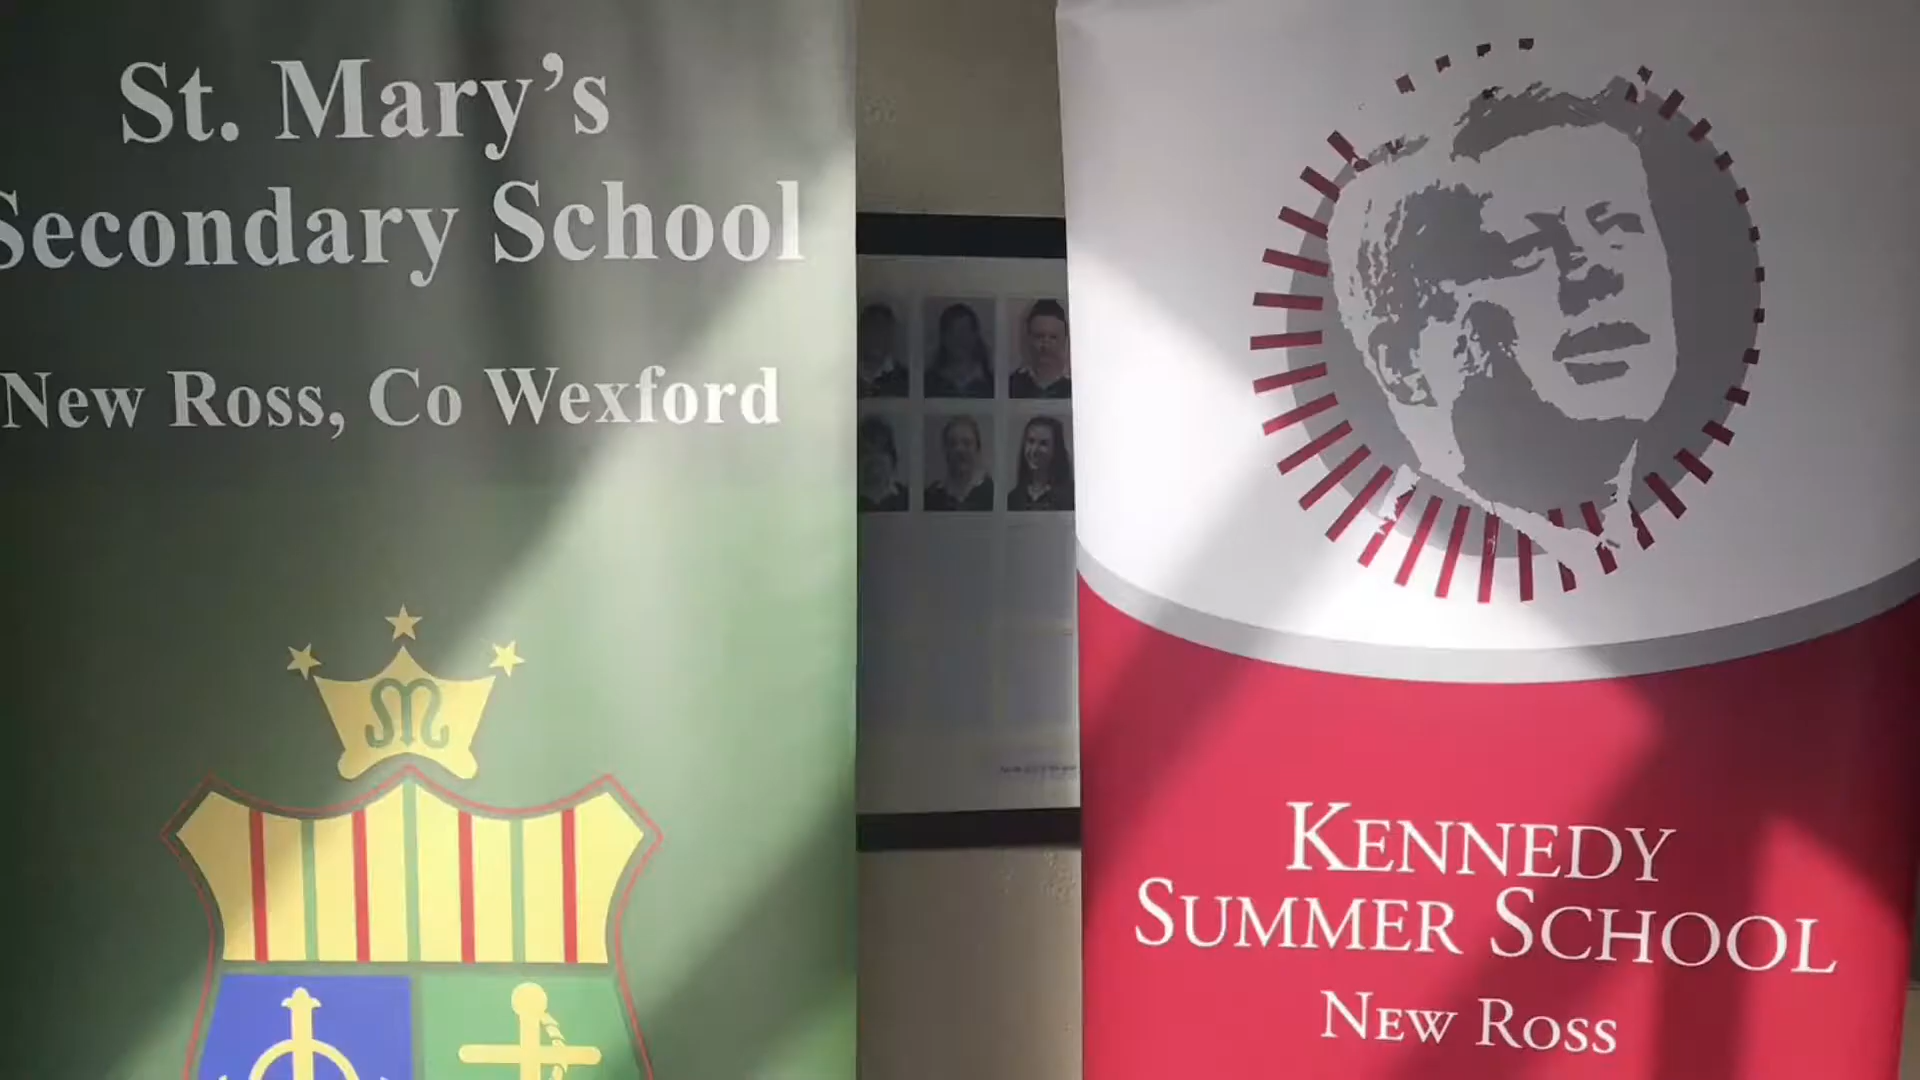 St. Mary’s
Secondary School
New Ross, Co Wexford
M
KENNEDY
SUMMER SCHOOL
NEW ROSS